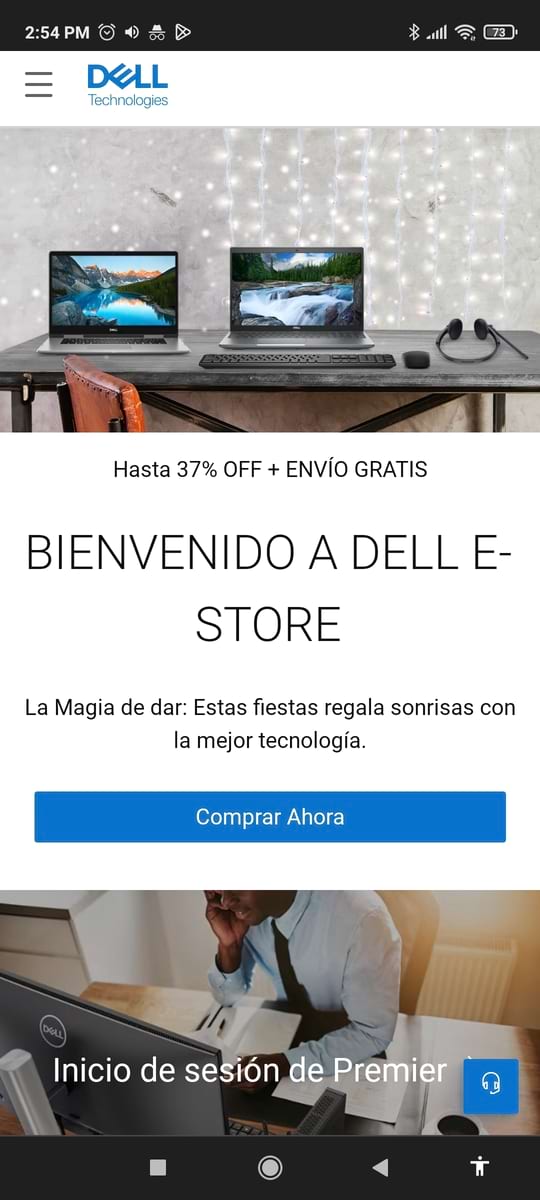 2:54 PM
73
DELL
Technologies
Hasta 37% OFF + ENVÍO GRATIS
BIENVENIDO A DELL E-
STORE
La Magia de dar: Estas fiestas regala sonrisas con
la mejor tecnología.
Comprar Ahora
DELL
Inicio de sesión de Premier